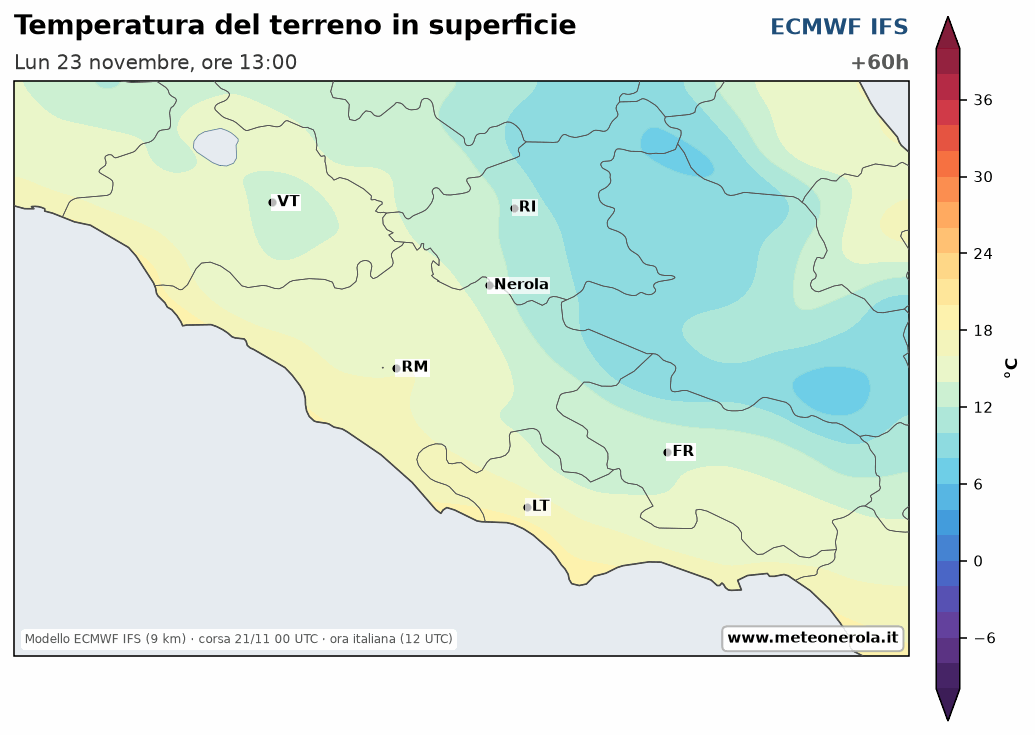 Temperatura del terreno in superficie
ECMWF IFS
Lun 23 novembre, ore 13:00
+60h
VT
RI
Nerola
RM
FR
LT
36
30
24
18
12
6
0
−6
°C
Modello ECMWF IFS (9 km) · corsa 21/11 00 UTC · ora italiana (12 UTC)
www.meteonerola.it